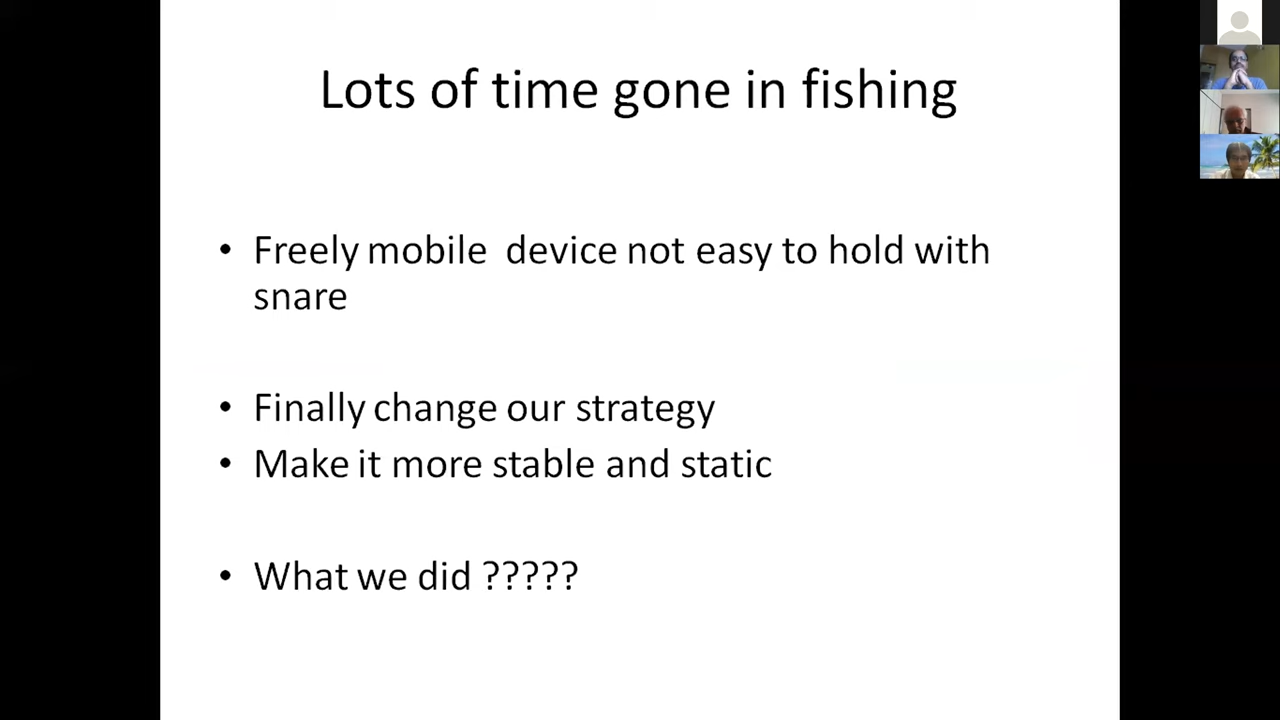 Lots of time gone in fishing
• Freely mobile device not easy to hold with
snare
• Finally change our strategy
• Make it more stable and static
• What we did ?????